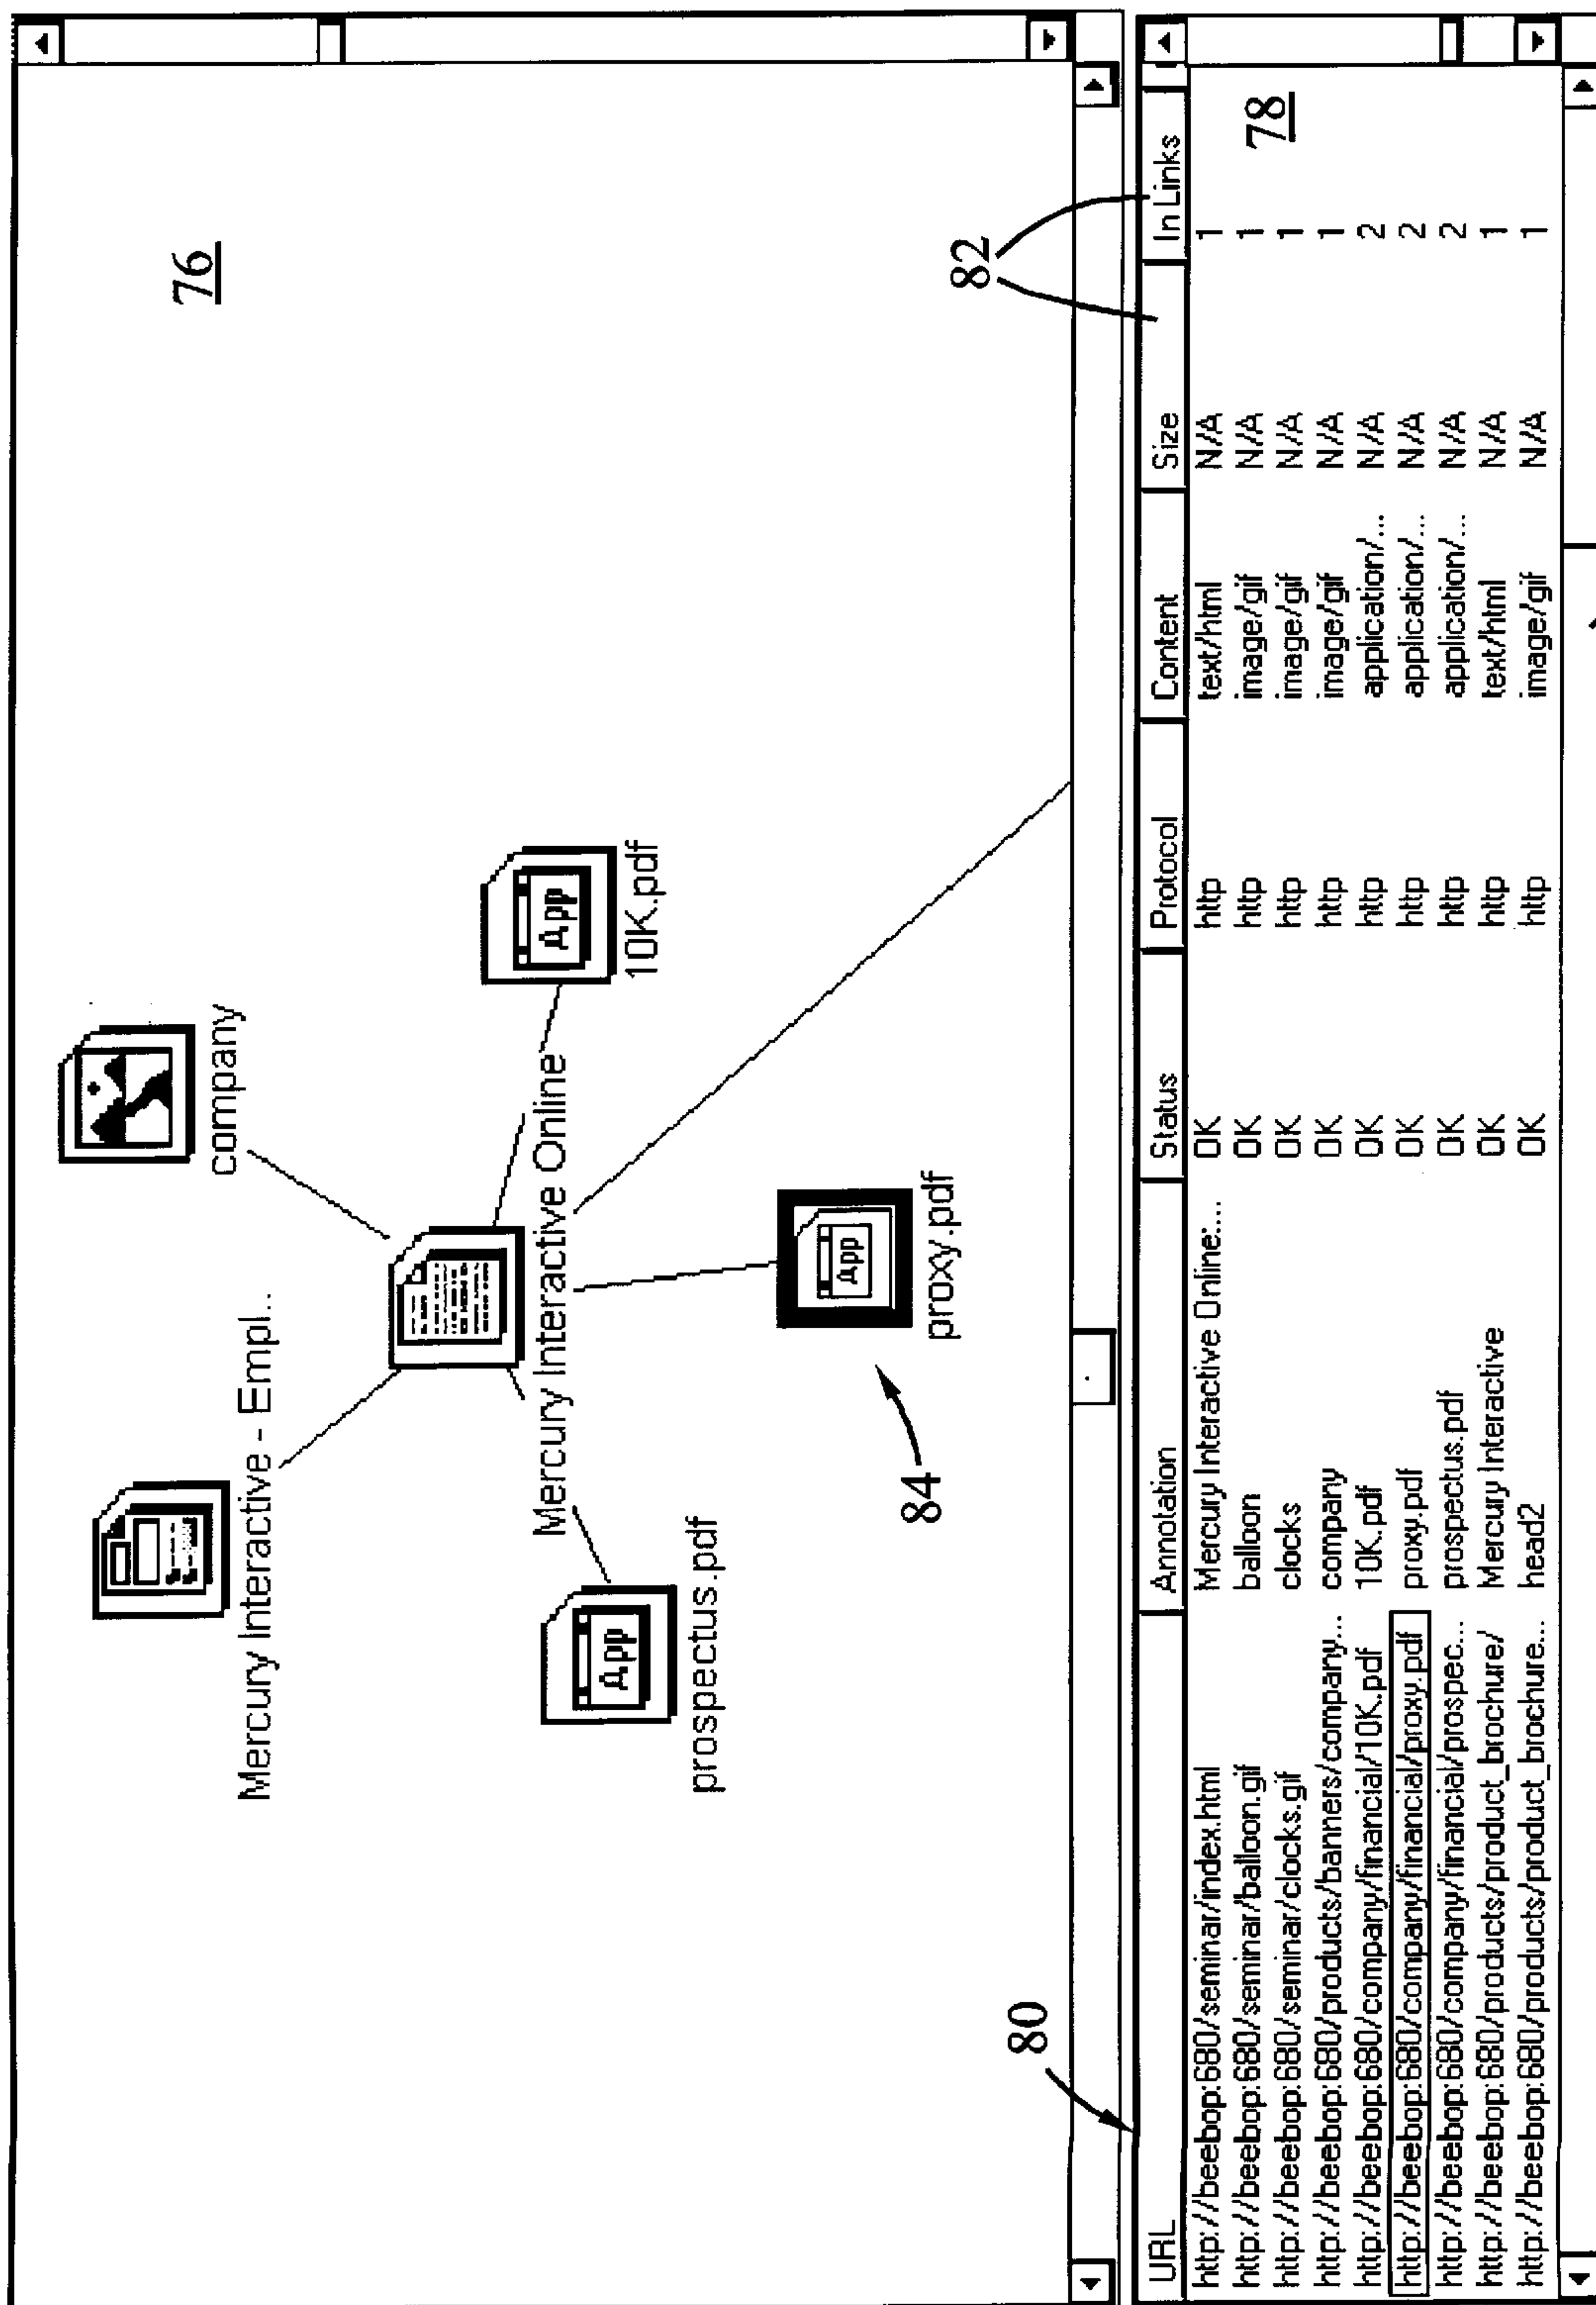 76
company
Mercury Interactive - Empl...
Mercury Interactive Online
App
10K.pdf
App
prospectus.pdf
App
proxy.pdf
84
80
82
URL Annotation Status Protocol Content Size In Links
78
http://beebop:680/seminar/index.html Mercury Interactive Online:... OK http text/html N/A 1
http://beebop:680/seminar/balloon.gif balloon OK http image/gif N/A 1
http://beebop:680/seminar/clocks.gif clocks OK http image/gif N/A 1
http://beebop:680/products/banners/company... company OK http image/gif N/A 1
http://beebop:680/company/financial/10K.pdf 10K.pdf OK http application/... N/A 2
http://beebop:680/company/financial/proxy.pdf proxy.pdf OK http application/... N/A 2
http://beebop:680/company/financial/prospec... prospectus.pdf OK http application/... N/A 2
http://beebop:680/products/product_brochure/ Mercury Interactive OK http text/html N/A 1
http://beebop:680/products/product_brochure... head2 OK http image/gif N/A 1